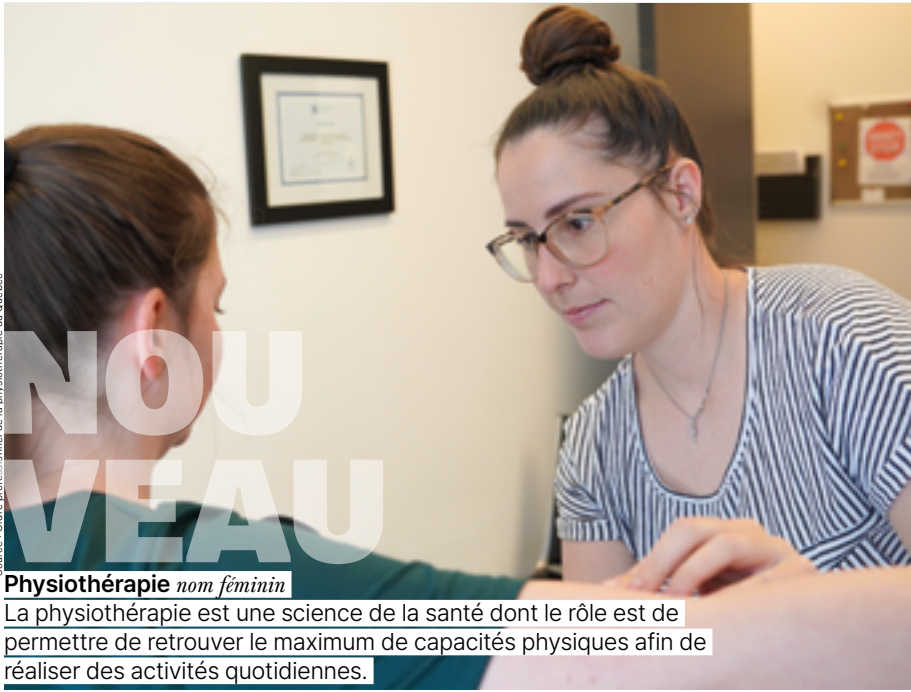 NOU
VEAU
Physiothérapie nom féminin
La physiothérapie est une science de la santé dont le rôle est de
permettre de retrouver le maximum de capacités physiques afin de
réaliser des activités quotidiennes.